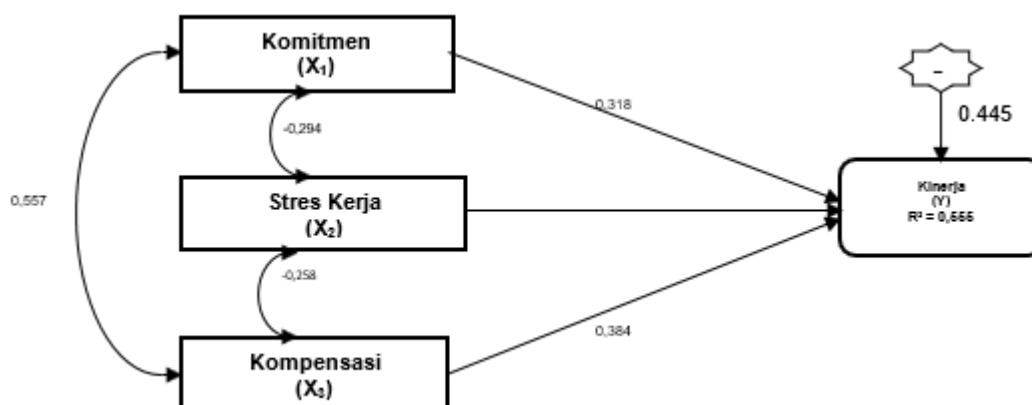 Komitmen
(X₁)
0,318
-
0.445
-0,294
0,557
Stres Kerja
(X₂)
Kinerja
(Y)
R² = 0,555
-0,258
0,384
Kompensasi
(X₃)